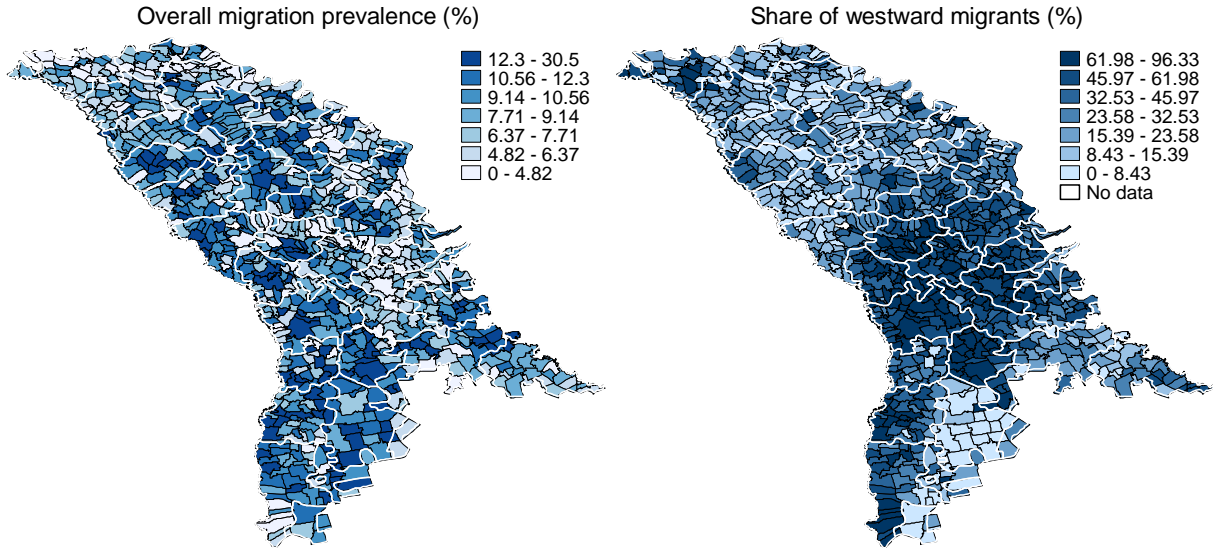 Overall migration prevalence (%)
12.3 - 30.5
10.56 - 12.3
9.14 - 10.56
7.71 - 9.14
6.37 - 7.71
4.82 - 6.37
0 - 4.82
Share of westward migrants (%)
61.98 - 96.33
45.97 - 61.98
32.53 - 45.97
23.58 - 32.53
15.39 - 23.58
8.43 - 15.39
0 - 8.43
No data